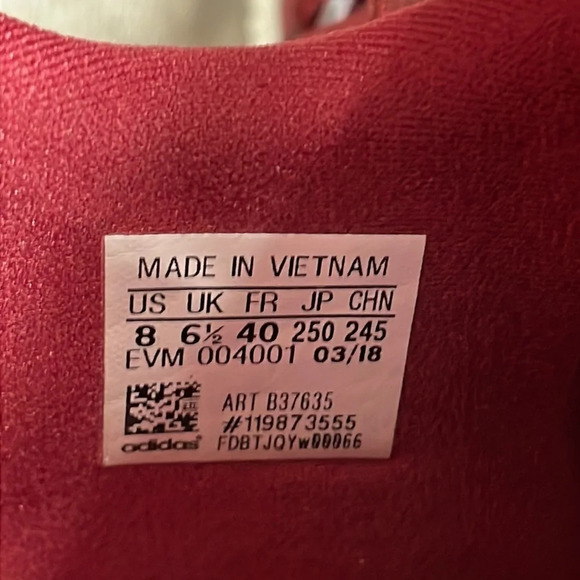 MADE IN VIETNAM
US UK FR JP CHN
8 6½ 40 250 245
EVM 004001 03/18
ART B37635
#119873555
adidas FDBTJQYw00066